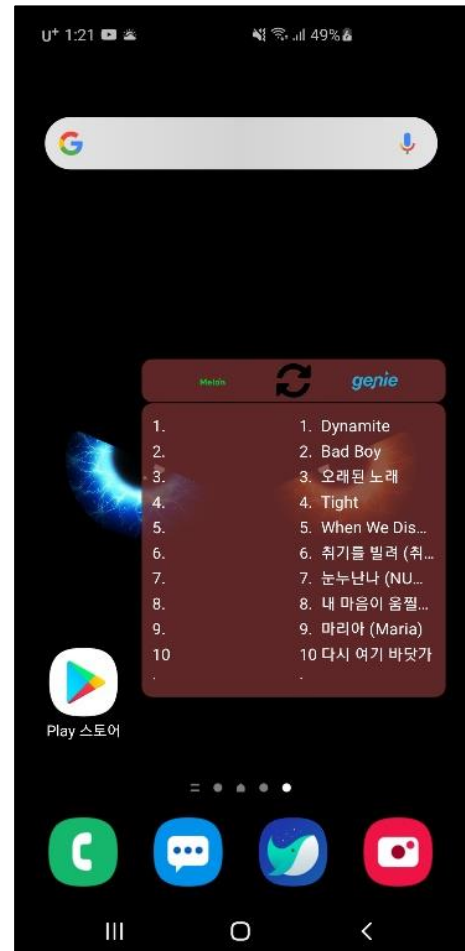 U+ 1:21 49%
G
Melon genie
1. 1. Dynamite
2. 2. Bad Boy
3. 3. 오래된 노래
4. 4. Tight
5. 5. When We Dis...
6. 6. 취기를 빌려 (취...
7. 7. 눈누난나 (NU...
8. 8. 내 마음이 움찔...
9. 9. 마리아 (Maria)
10 10 다시 여기 바닷가
. .
Play 스토어